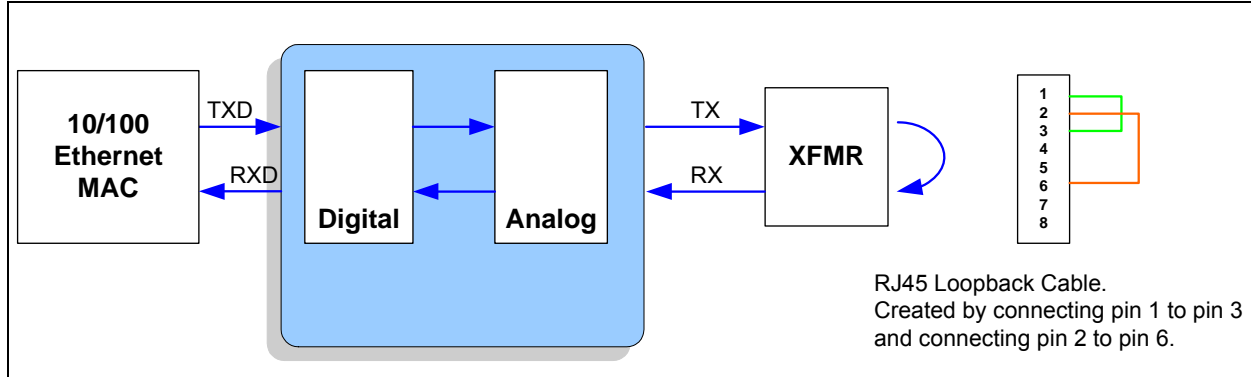 10/100
Ethernet
MAC
TXD
RXD
Digital
Analog
TX
RX
XFMR
1
2
3
4
5
6
7
8
RJ45 Loopback Cable.
Created by connecting pin 1 to pin 3
and connecting pin 2 to pin 6.